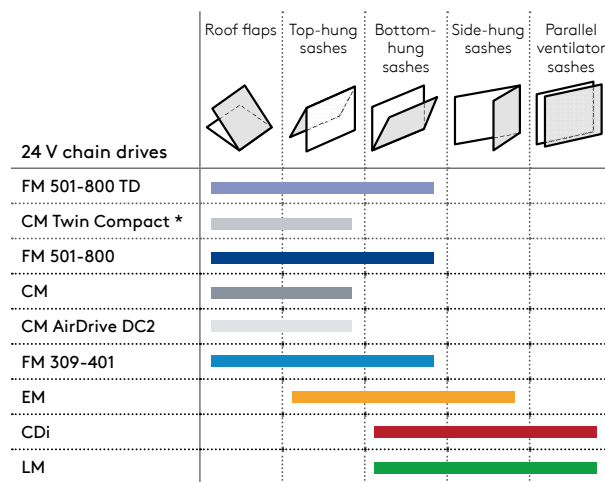 Roof flaps
Top-hung
sashes
Bottom-
hung
sashes
Side-hung
sashes
Parallel
ventilator
sashes
24 V chain drives
FM 501-800 TD
CM Twin Compact *
FM 501-800
CM
CM AirDrive DC2
FM 309-401
EM
CDi
LM